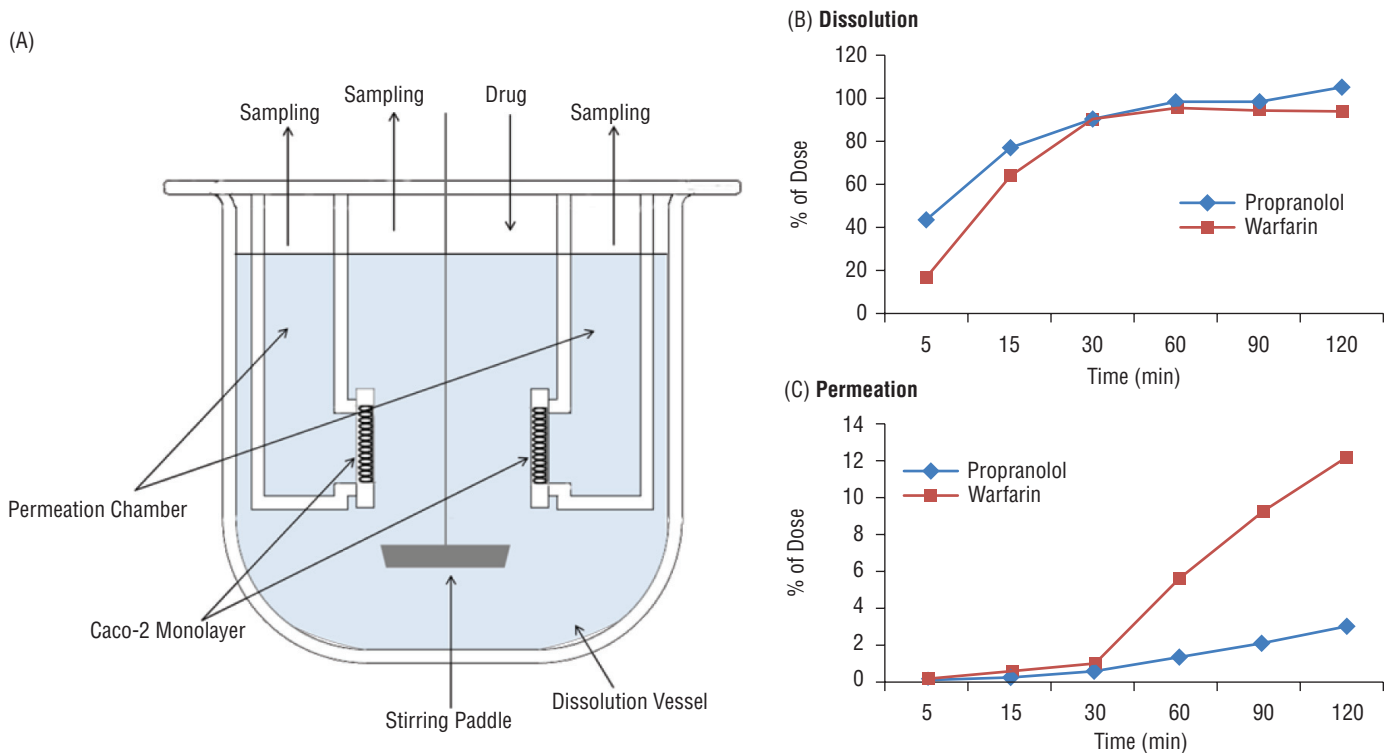 (A)
Sampling
Sampling
Drug
Sampling
Permeation Chamber
Caco-2 Monolayer
Stirring Paddle
Dissolution Vessel
(B) Dissolution
120
100
80
60
40
20
0
% of Dose
Propranolol
Warfarin
5 15 30 60 90 120
Time (min)
(C) Permeation
14
12
10
8
6
4
2
0
% of Dose
Propranolol
Warfarin
5 15 30 60 90 120
Time (min)